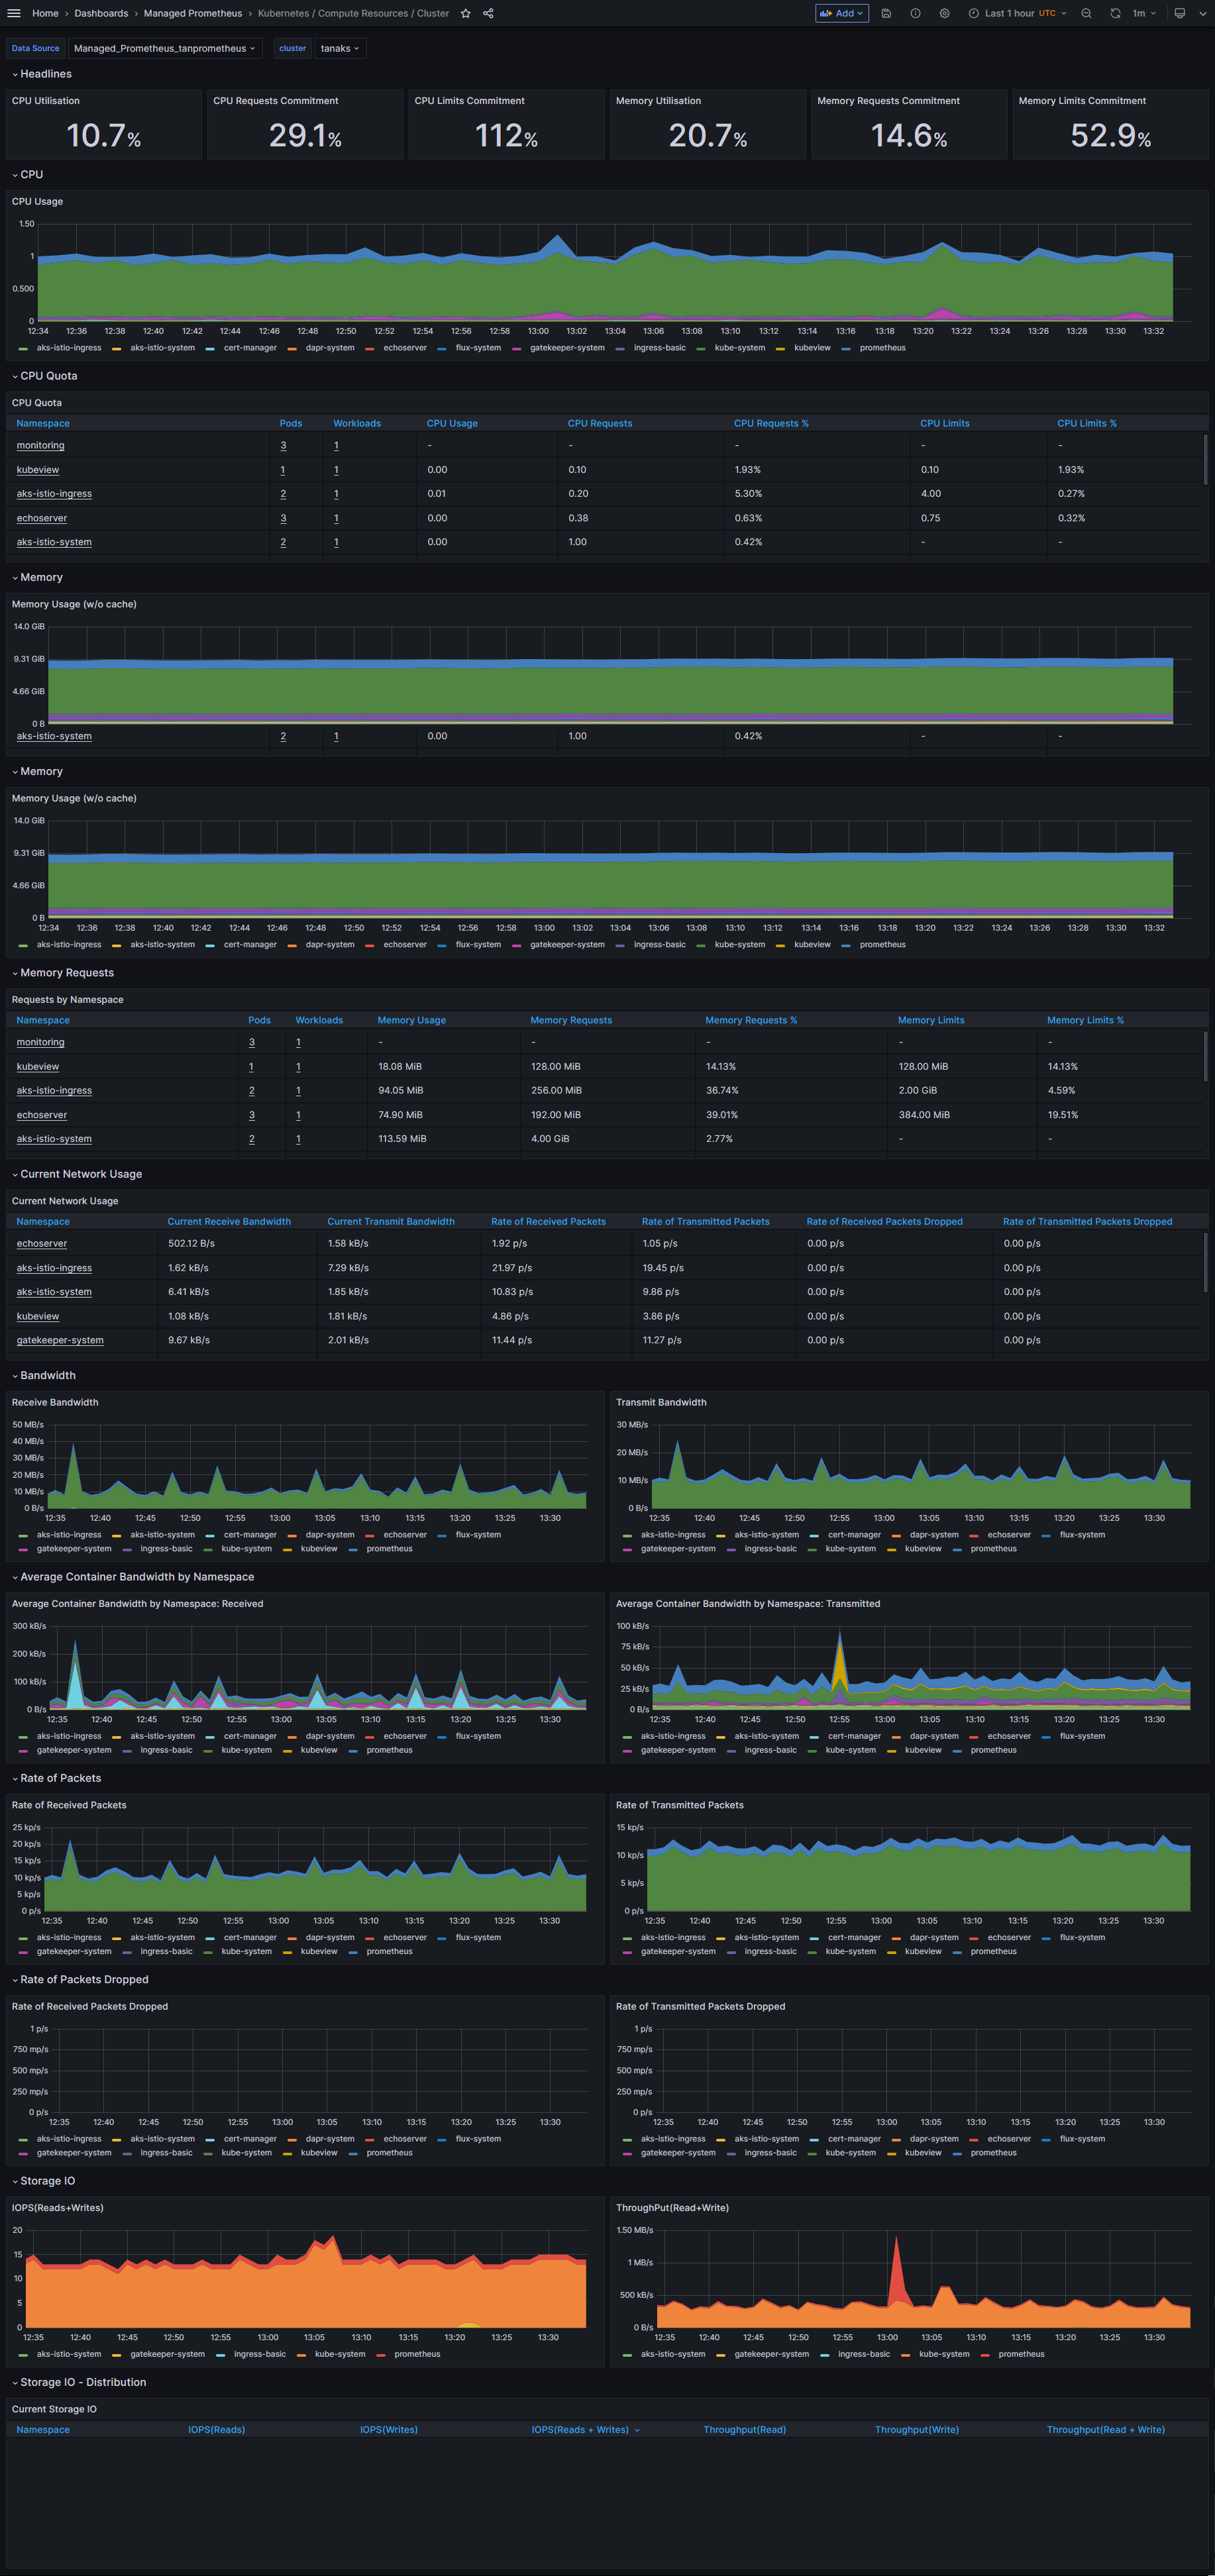 Home › Dashboards › Managed Prometheus › Kubernetes / Compute Resources / Cluster Add Last 1 hour UTC 1m
Data Source Managed_Prometheus_tanprometheus cluster tanaks
Headlines
CPU Utilisation CPU Requests Commitment CPU Limits Commitment Memory Utilisation Memory Requests Commitment Memory Limits Commitment
10.7% 29.1% 112% 20.7% 14.6% 52.9%
CPU
CPU Usage
1.50
1
0.500
0
12:34 12:36 12:38 12:40 12:42 12:44 12:46 12:48 12:50 12:52 12:54 12:56 12:58 13:00 13:02 13:04 13:06 13:08 13:10 13:12 13:14 13:16 13:18 13:20 13:22 13:24 13:26 13:28 13:30 13:32
aks-istio-ingress aks-istio-system cert-manager dapr-system echoserver flux-system gatekeeper-system ingress-basic kube-system kubeview prometheus
CPU Quota
CPU Quota
Namespace Pods Workloads CPU Usage CPU Requests CPU Requests % CPU Limits CPU Limits %
monitoring 3 1 - - - - -
kubeview 1 1 0.00 0.10 1.93% 0.10 1.93%
aks-istio-ingress 2 1 0.01 0.20 5.30% 4.00 0.27%
echoserver 3 1 0.00 0.38 0.63% 0.75 0.32%
aks-istio-system 2 1 0.00 1.00 0.42% - -
Memory
Memory Usage (w/o cache)
14.0 GiB
9.31 GiB
4.66 GiB
0 B
aks-istio-system 2 1 0.00 1.00 0.42% - -
Memory
Memory Usage (w/o cache)
14.0 GiB
9.31 GiB
4.66 GiB
0 B
12:34 12:36 12:38 12:40 12:42 12:44 12:46 12:48 12:50 12:52 12:54 12:56 12:58 13:00 13:02 13:04 13:06 13:08 13:10 13:12 13:14 13:16 13:18 13:20 13:22 13:24 13:26 13:28 13:30 13:32
aks-istio-ingress aks-istio-system cert-manager dapr-system echoserver flux-system gatekeeper-system ingress-basic kube-system kubeview prometheus
Memory Requests
Requests by Namespace
Namespace Pods Workloads Memory Usage Memory Requests Memory Requests % Memory Limits Memory Limits %
monitoring 3 1 - - - - -
kubeview 1 1 18.08 MiB 128.00 MiB 14.13% 128.00 MiB 14.13%
aks-istio-ingress 2 1 94.05 MiB 256.00 MiB 36.74% 2.00 GiB 4.59%
echoserver 3 1 74.90 MiB 192.00 MiB 39.01% 384.00 MiB 19.51%
aks-istio-system 2 1 113.59 MiB 4.00 GiB 2.77% - -
Current Network Usage
Current Network Usage
Namespace Current Receive Bandwidth Current Transmit Bandwidth Rate of Received Packets Rate of Transmitted Packets Rate of Received Packets Dropped Rate of Transmitted Packets Dropped
echoserver 502.12 B/s 1.58 kB/s 1.92 p/s 1.05 p/s 0.00 p/s 0.00 p/s
aks-istio-ingress 1.62 kB/s 7.29 kB/s 21.97 p/s 19.45 p/s 0.00 p/s 0.00 p/s
aks-istio-system 6.41 kB/s 1.85 kB/s 10.83 p/s 9.86 p/s 0.00 p/s 0.00 p/s
kubeview 1.08 kB/s 1.81 kB/s 4.86 p/s 3.86 p/s 0.00 p/s 0.00 p/s
gatekeeper-system 9.67 kB/s 2.01 kB/s 11.44 p/s 11.27 p/s 0.00 p/s 0.00 p/s
Bandwidth
Receive Bandwidth
50 MB/s
40 MB/s
30 MB/s
20 MB/s
10 MB/s
0 B/s
12:35 12:40 12:45 12:50 12:55 13:00 13:05 13:10 13:15 13:20 13:25 13:30
aks-istio-ingress aks-istio-system cert-manager dapr-system echoserver flux-system
gatekeeper-system ingress-basic kube-system kubeview prometheus
Transmit Bandwidth
30 MB/s
20 MB/s
10 MB/s
0 B/s
12:35 12:40 12:45 12:50 12:55 13:00 13:05 13:10 13:15 13:20 13:25 13:30
aks-istio-ingress aks-istio-system cert-manager dapr-system echoserver flux-system
gatekeeper-system ingress-basic kube-system kubeview prometheus
Average Container Bandwidth by Namespace
Average Container Bandwidth by Namespace: Received
300 kB/s
200 kB/s
100 kB/s
0 B/s
12:35 12:40 12:45 12:50 12:55 13:00 13:05 13:10 13:15 13:20 13:25 13:30
aks-istio-ingress aks-istio-system cert-manager dapr-system echoserver flux-system
gatekeeper-system ingress-basic kube-system kubeview prometheus
Average Container Bandwidth by Namespace: Transmitted
100 kB/s
75 kB/s
50 kB/s
25 kB/s
0 B/s
12:35 12:40 12:45 12:50 12:55 13:00 13:05 13:10 13:15 13:20 13:25 13:30
aks-istio-ingress aks-istio-system cert-manager dapr-system echoserver flux-system
gatekeeper-system ingress-basic kube-system kubeview prometheus
Rate of Packets
Rate of Received Packets
25 kp/s
20 kp/s
15 kp/s
10 kp/s
5 kp/s
0 p/s
12:35 12:40 12:45 12:50 12:55 13:00 13:05 13:10 13:15 13:20 13:25 13:30
aks-istio-ingress aks-istio-system cert-manager dapr-system echoserver flux-system
gatekeeper-system ingress-basic kube-system kubeview prometheus
Rate of Transmitted Packets
15 kp/s
10 kp/s
5 kp/s
0 p/s
12:35 12:40 12:45 12:50 12:55 13:00 13:05 13:10 13:15 13:20 13:25 13:30
aks-istio-ingress aks-istio-system cert-manager dapr-system echoserver flux-system
gatekeeper-system ingress-basic kube-system kubeview prometheus
Rate of Packets Dropped
Rate of Received Packets Dropped
1 p/s
750 mp/s
500 mp/s
250 mp/s
0 p/s
12:35 12:40 12:45 12:50 12:55 13:00 13:05 13:10 13:15 13:20 13:25 13:30
aks-istio-ingress aks-istio-system cert-manager dapr-system echoserver flux-system
gatekeeper-system ingress-basic kube-system kubeview prometheus
Rate of Transmitted Packets Dropped
1 p/s
750 mp/s
500 mp/s
250 mp/s
0 p/s
12:35 12:40 12:45 12:50 12:55 13:00 13:05 13:10 13:15 13:20 13:25 13:30
aks-istio-ingress aks-istio-system cert-manager dapr-system echoserver flux-system
gatekeeper-system ingress-basic kube-system kubeview prometheus
Storage IO
IOPS(Reads+Writes)
20
15
10
5
0
12:35 12:40 12:45 12:50 12:55 13:00 13:05 13:10 13:15 13:20 13:25 13:30
aks-istio-system gatekeeper-system ingress-basic kube-system prometheus
ThroughPut(Read+Write)
1.50 MB/s
1 MB/s
500 kB/s
0 B/s
12:35 12:40 12:45 12:50 12:55 13:00 13:05 13:10 13:15 13:20 13:25 13:30
aks-istio-system gatekeeper-system ingress-basic kube-system prometheus
Storage IO - Distribution
Current Storage IO
Namespace IOPS(Reads) IOPS(Writes) IOPS(Reads + Writes) Throughput(Read) Throughput(Write) Throughput(Read + Write)